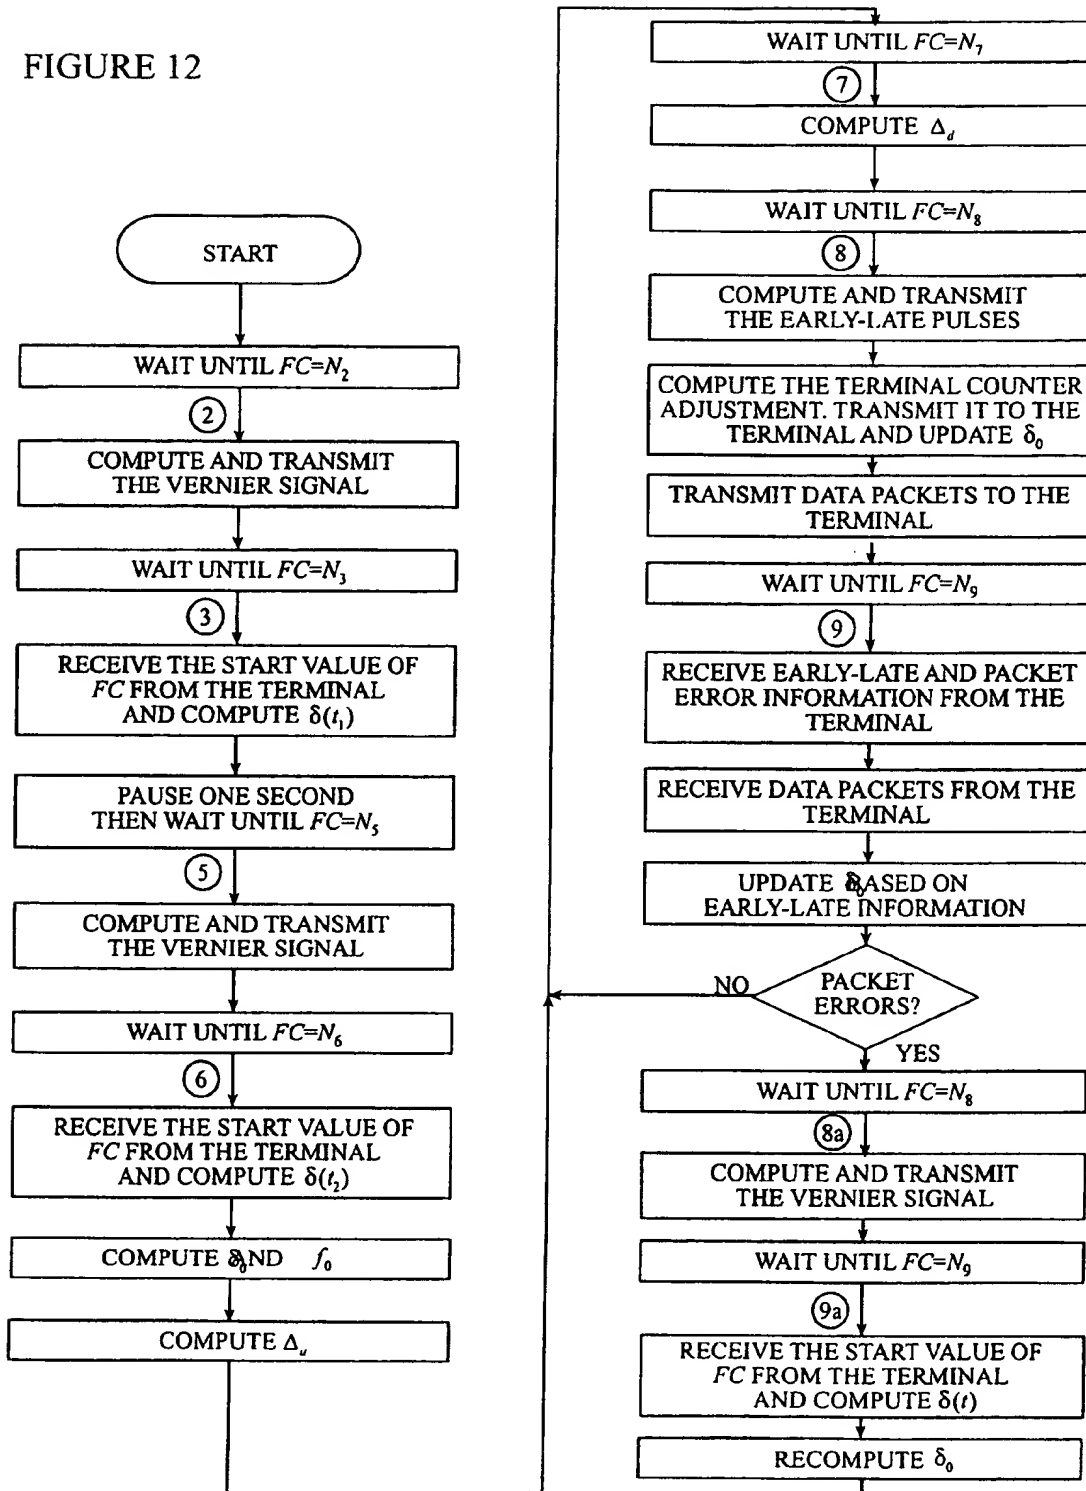 FIGURE 12
START
WAIT UNTIL FC=N₂
②
COMPUTE AND TRANSMIT
THE VERNIER SIGNAL
WAIT UNTIL FC=N₃
③
RECEIVE THE START VALUE OF
FC FROM THE TERMINAL
AND COMPUTE δ(t₁)
PAUSE ONE SECOND
THEN WAIT UNTIL FC=N₅
⑤
COMPUTE AND TRANSMIT
THE VERNIER SIGNAL
WAIT UNTIL FC=N₆
⑥
RECEIVE THE START VALUE OF
FC FROM THE TERMINAL
AND COMPUTE δ(t₂)
COMPUTE δ₀ AND f₀
COMPUTE Δᵤ
WAIT UNTIL FC=N₇
⑦
COMPUTE Δ_d
WAIT UNTIL FC=N₈
⑧
COMPUTE AND TRANSMIT
THE EARLY-LATE PULSES
COMPUTE THE TERMINAL COUNTER
ADJUSTMENT. TRANSMIT IT TO THE
TERMINAL AND UPDATE δ₀
TRANSMIT DATA PACKETS TO THE
TERMINAL
WAIT UNTIL FC=N₉
⑨
RECEIVE EARLY-LATE AND PACKET
ERROR INFORMATION FROM THE
TERMINAL
RECEIVE DATA PACKETS FROM THE
TERMINAL
UPDATE δ₀ BASED ON
EARLY-LATE INFORMATION
PACKET
ERRORS?
NO
YES
WAIT UNTIL FC=N₈
8a
COMPUTE AND TRANSMIT
THE VERNIER SIGNAL
WAIT UNTIL FC=N₉
9a
RECEIVE THE START VALUE OF
FC FROM THE TERMINAL
AND COMPUTE δ(t)
RECOMPUTE δ₀